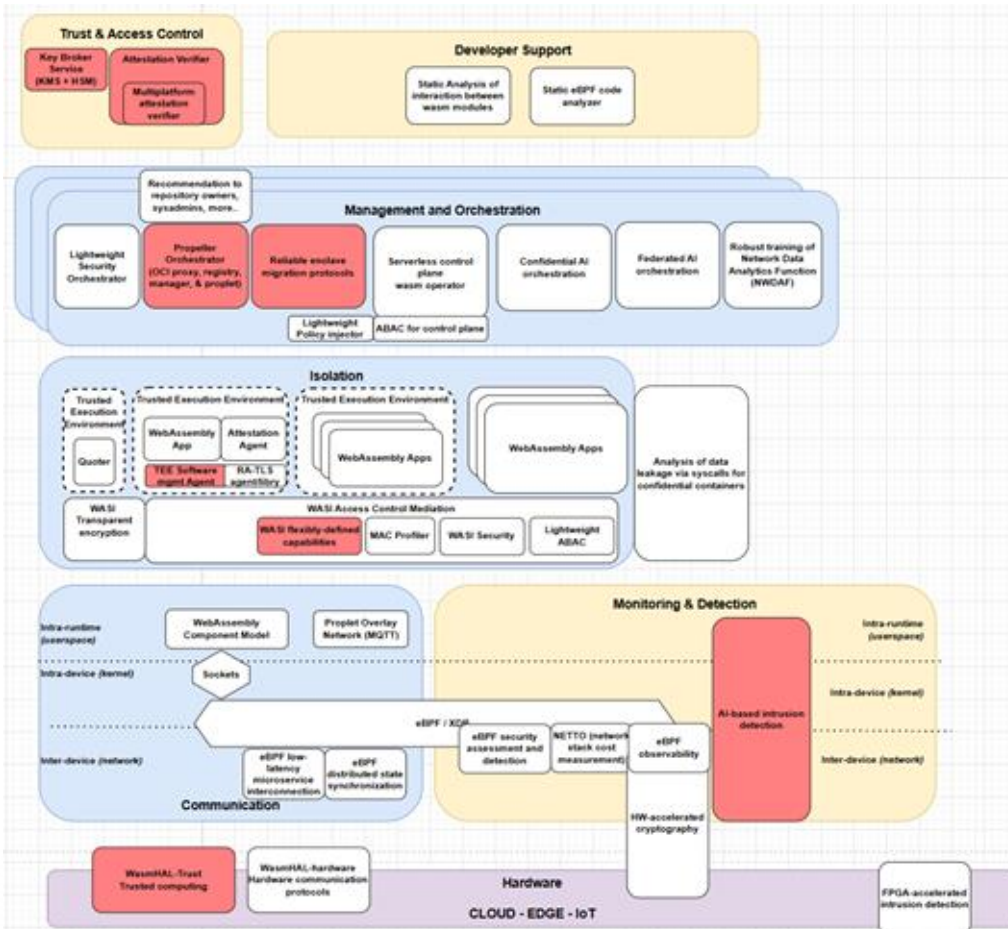 Trust & Access Control
Key Broker
Service
(KMS + HSM)
Attestation Verifier
Multiplatform
attestation
verifier
Developer Support
Static Analysis of
interaction between
wasm modules
Static eBPF code
analyzer
Recommendation to
repository owners,
sysadmins, more..
Management and Orchestration
Lightweight
Security
Orchestrator
Propeller
Orchestrator
(OCI proxy, registry,
manager, & proplet)
Reliable enclave
migration protocols
Serverless control
plane
wasm operator
Confidential AI
orchestration
Federated AI
orchestration
Robust training of
Network Data
Analytics Function
(NWDAF)
Lightweight
Policy injector
ABAC for control plane
Isolation
Trusted
Execution
Environment
Quoter
Trusted Execution Environment
WebAssembly
App
Attestation
Agent
TEE Software
mgmt Agent
RA-TLS
agent/libry
Trusted Execution Environment
WebAssembly Apps
WebAssembly Apps
Analysis of data
leakage via syscalls for
confidential containers
WASI
Transparent
encryption
WASI Access Control Mediation
WASI flexibly-defined
capabilities
MAC Profiler
WASI Security
Lightweight
ABAC
Intra-runtime
(userspace)
WebAssembly
Component Model
Proplet Overlay
Network (MQTT)
Intra-device (kernel)
Sockets
eBPF / XDP
Inter-device (network)
eBPF low-
latency
microservice
interconnection
eBPF
distributed state
synchronization
Communication
Monitoring & Detection
Intra-runtime
(userspace)
Intra-device (kernel)
Inter-device (network)
AI-based intrusion
detection
eBPF security
assessment and
detection
NETTO (network
stack cost
measurement)
eBPF
observability
HW-accelerated
cryptography
WasmHAL-Trust
Trusted computing
WasmHAL-hardware
Hardware communication
protocols
Hardware
CLOUD - EDGE - IoT
FPGA-accelerated
intrusion detection